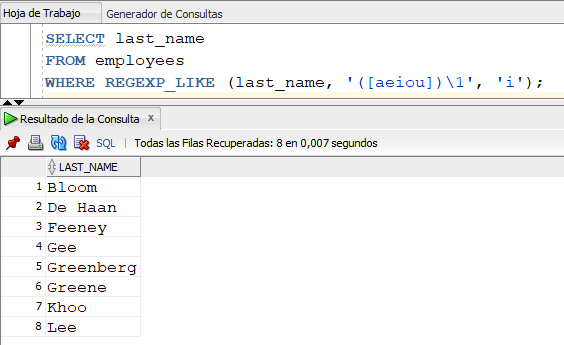 Hoja de Trabajo Generador de Consultas
SELECT last_name
FROM employees
WHERE REGEXP_LIKE (last_name, '([aeiou])\1', 'i');
Resultado de la Consulta x
SQL | Todas las Filas Recuperadas: 8 en 0,007 segundos
LAST_NAME
1 Bloom
2 De Haan
3 Feeney
4 Gee
5 Greenberg
6 Greene
7 Khoo
8 Lee